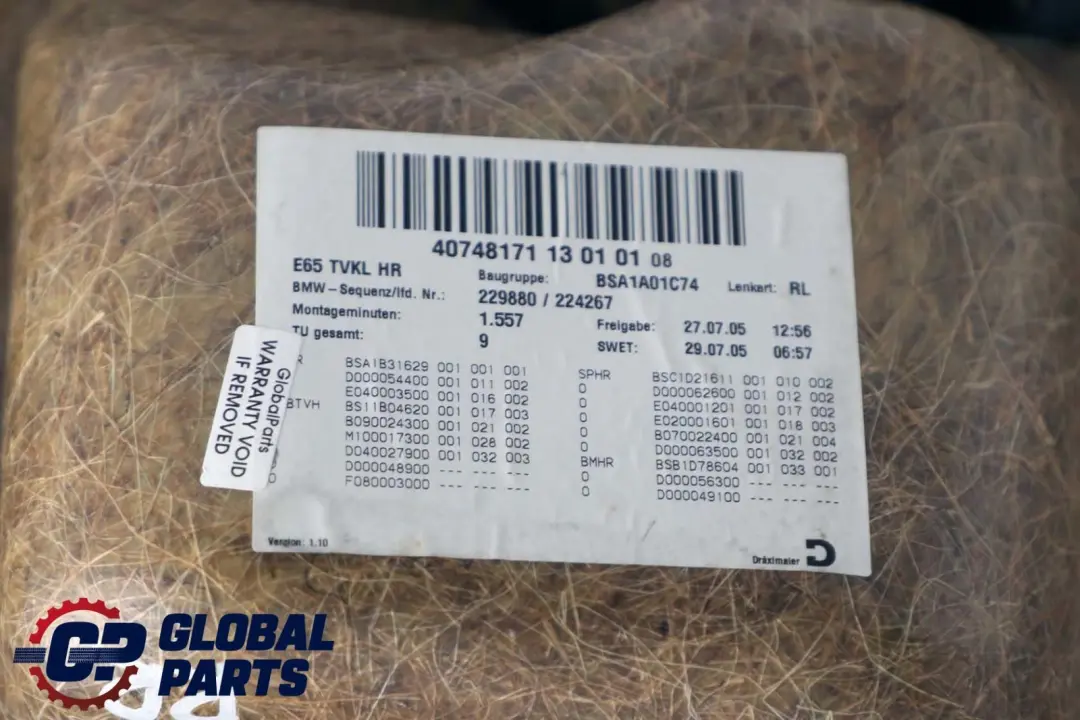 40748171 13 01 01 08
E65 TVKL HR Baugruppe: BSA1A01C74 Lenkart: RL
BMW-Sequenz/lfd. Nr.: 229880 / 224267
Montageminuten: 1.557 Freigabe: 27.07.05 12:56
TU gesamt: 9 SWET: 29.07.05 06:57
R BSA1B31629 001 001 001 SPHR BSC1D21611 001 010 002
D000054400 001 011 002 0 D000062600 001 012 002
E040003500 001 016 002 0 E040001201 001 017 002
BTVH BS11B04620 001 017 003 0 E020001601 001 018 003
B090024300 001 021 002 0 B070022400 001 021 004
M100017300 001 028 002 0 D000063500 001 032 002
D040027900 001 032 003 BMHR BSB1D78604 001 033 001
D000048900 --- --- --- 0 D000056300 --- --- ---
0 F080003000 --- --- --- 0 D000049100 --- --- ---
Version: 1.10
Dräxlmaier
GlobalParts
WARRANTY VOID
IF REMOVED
GP GLOBAL
PARTS